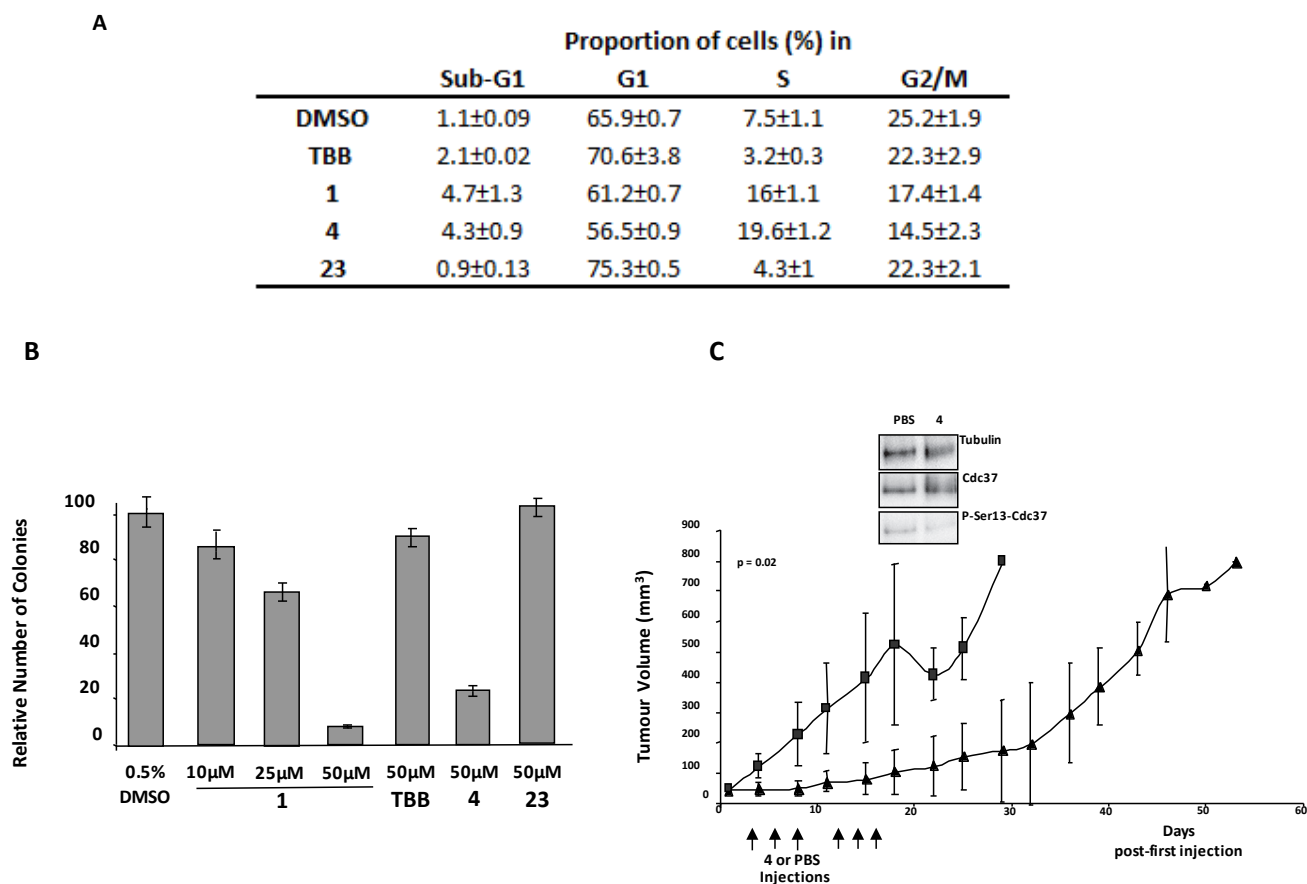 A
Proportion of cells (%) in
Sub-G1 G1 S G2/M
DMSO 1.1±0.09 65.9±0.7 7.5±1.1 25.2±1.9
TBB 2.1±0.02 70.6±3.8 3.2±0.3 22.3±2.9
1 4.7±1.3 61.2±0.7 16±1.1 17.4±1.4
4 4.3±0.9 56.5±0.9 19.6±1.2 14.5±2.3
23 0.9±0.13 75.3±0.5 4.3±1 22.3±2.1
B
Relative Number of Colonies
100
80
60
40
20
0
0.5% 10µM 25µM 50µM 50µM 50µM 50µM
DMSO 1 TBB 4 23
C
PBS 4
Tubulin
Cdc37
P-Ser13-Cdc37
p = 0.02
Tumour Volume (mm³)
900
800
700
600
500
400
300
200
100
0
0 10 20 30 40 50 60
4 or PBS
Injections
Days
post-first injection